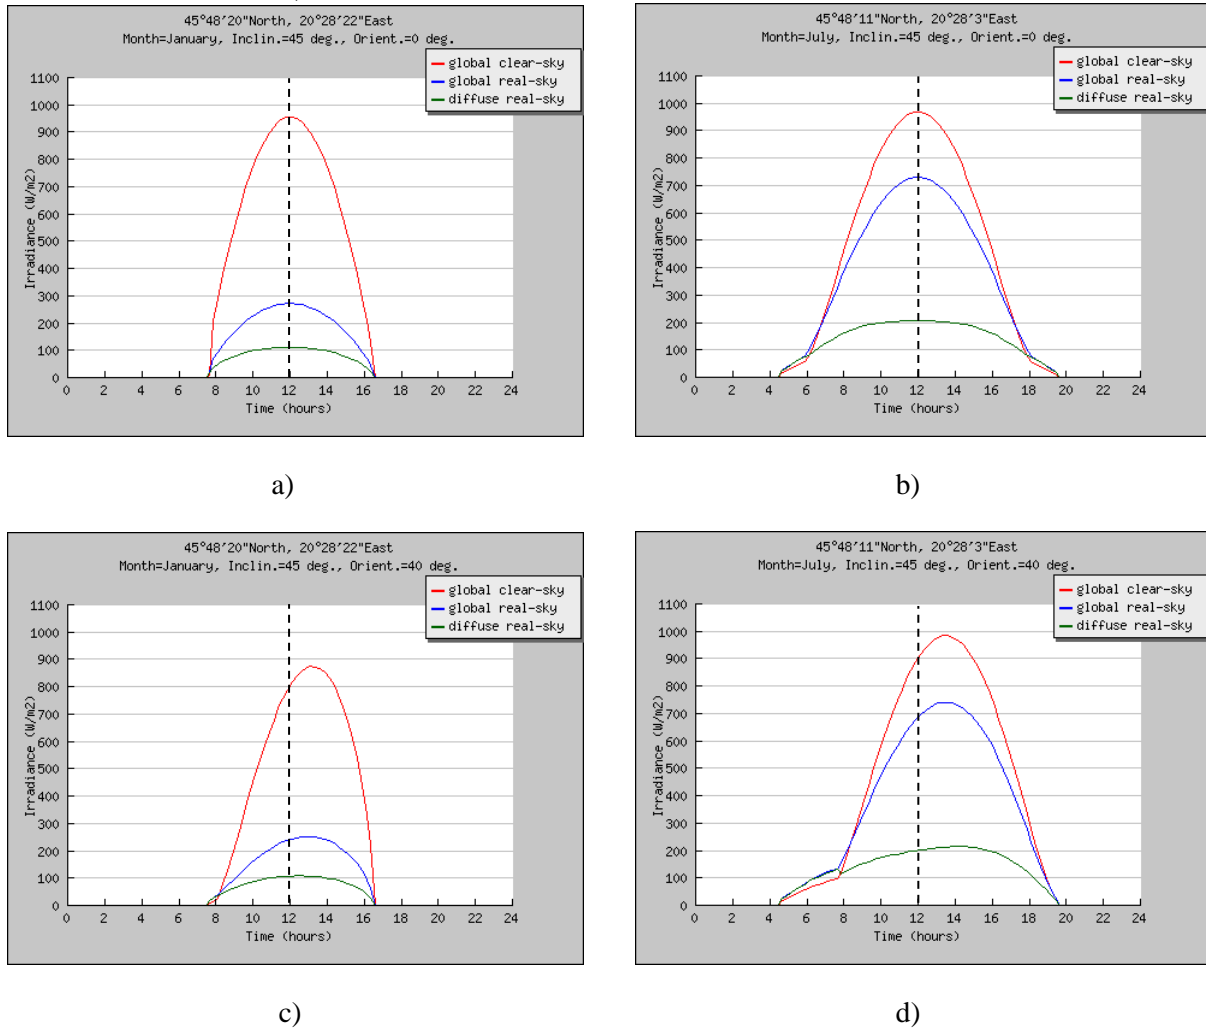 45°48'20"North, 20°28'22"East
Month=January, Inclin.=45 deg., Orient.=0 deg.
global clear-sky
global real-sky
diffuse real-sky
1100
1000
900
800
700
600
500
400
300
200
100
0
Irradiance (W/m2)
0 2 4 6 8 10 12 14 16 18 20 22 24
Time (hours)
a)
45°48'11"North, 20°28'3"East
Month=July, Inclin.=45 deg., Orient.=0 deg.
global clear-sky
global real-sky
diffuse real-sky
1100
1000
900
800
700
600
500
400
300
200
100
0
Irradiance (W/m2)
0 2 4 6 8 10 12 14 16 18 20 22 24
Time (hours)
b)
45°48'20"North, 20°28'22"East
Month=January, Inclin.=45 deg., Orient.=40 deg.
global clear-sky
global real-sky
diffuse real-sky
1100
1000
900
800
700
600
500
400
300
200
100
0
Irradiance (W/m2)
0 2 4 6 8 10 12 14 16 18 20 22 24
Time (hours)
c)
45°48'11"North, 20°28'3"East
Month=July, Inclin.=45 deg., Orient.=40 deg.
global clear-sky
global real-sky
diffuse real-sky
1100
1000
900
800
700
600
500
400
300
200
100
0
Irradiance (W/m2)
0 2 4 6 8 10 12 14 16 18 20 22 24
Time (hours)
d)